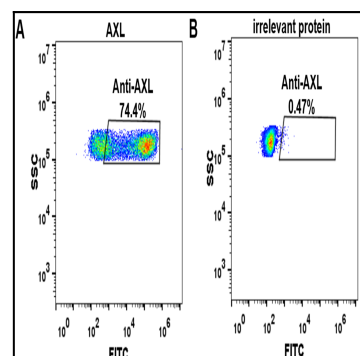 A
AXL
10^7
10^6
10^5
10^4
10^3
SSC
Anti-AXL
74.4%
10^0 10^2 10^4 10^6
FITC
B
irrelevant protein
10^7
10^6
10^5
10^4
10^3
SSC
Anti-AXL
0.47%
10^0 10^2 10^4 10^6
FITC